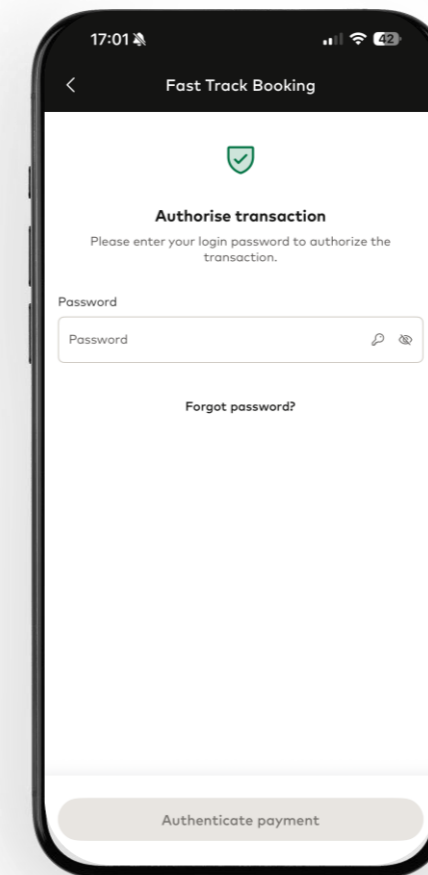 17:01
42
Fast Track Booking
Authorise transaction
Please enter your login password to authorize the
transaction.
Password
Password
Forgot password?
Authenticate payment